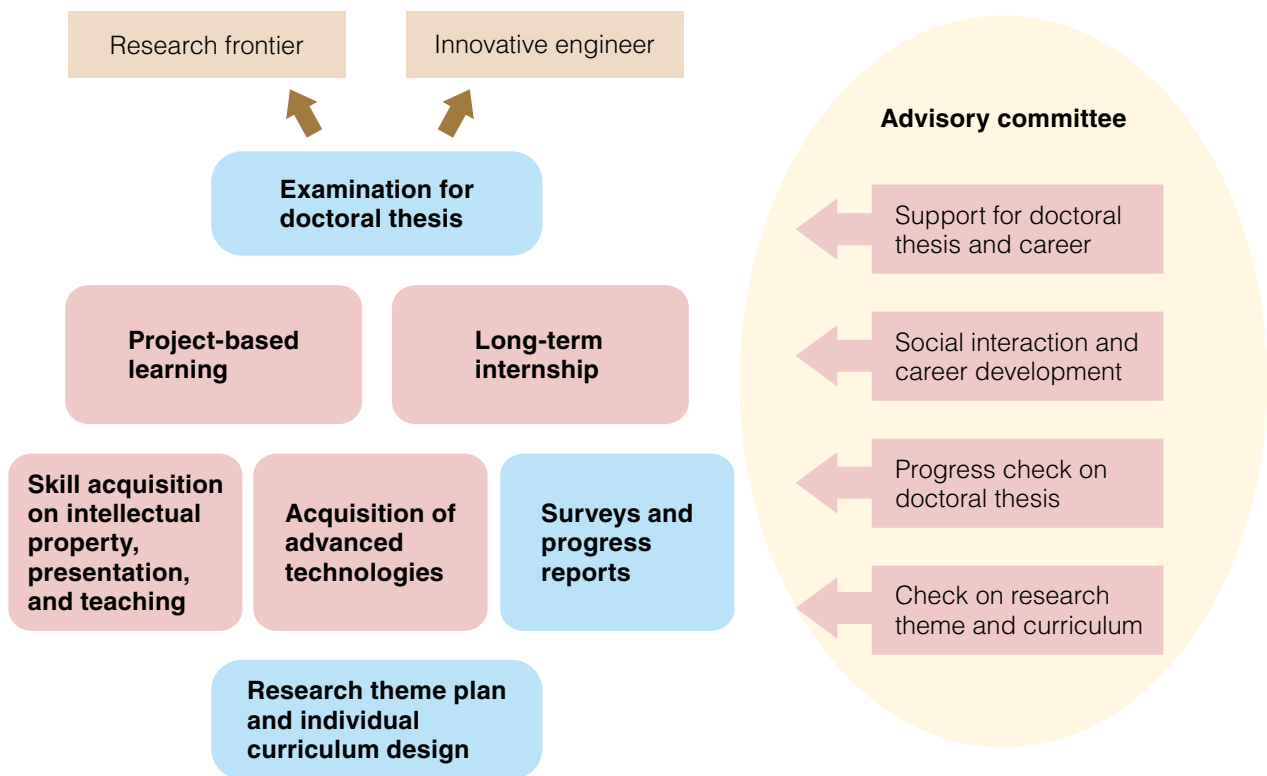 Research frontier
Innovative engineer
Advisory committee
Examination for
doctoral thesis
Support for doctoral
thesis and career
Project-based
learning
Long-term
internship
Social interaction and
career development
Skill acquisition
on intellectual
property,
presentation,
and teaching
Acquisition of
advanced
technologies
Surveys and
progress
reports
Progress check on
doctoral thesis
Check on research
theme and curriculum
Research theme plan
and individual
curriculum design